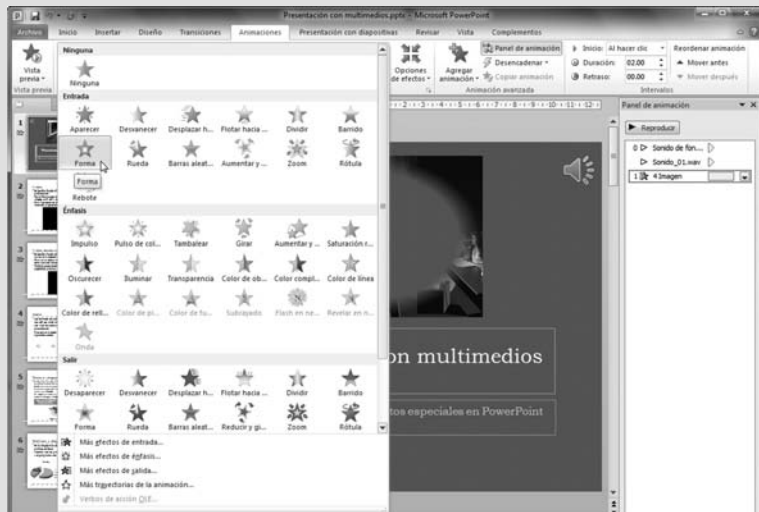 Presentación con multimedios.pptx - Microsoft PowerPoint
Archivo Inicio Insertar Diseño Transiciones Animaciones Presentación con diapositivas Revisar Vista Complementos
Vista previa
Vista previa
Opciones de efectos
Agregar animación
Panel de animación
Desencadenar
Copiar animación
Animación avanzada
Inicio: Al hacer clic
Duración: 02.00
Retraso: 00.00
Intervalos
Reordenar animación
Mover antes
Mover después
Ninguna
Ninguna
Entrada
Aparecer Desvanecer Desplazar h... Flotar hacia ... Dividir Barrido
Forma Rueda Barras aleat... Aumentar y ... Zoom Rótula
Forma
Rebote
Énfasis
Impulso Pulso de col... Tambalear Girar Aumentar y ... Saturación r...
Oscurecer Iluminar Transparencia Color de ob... Color compl... Color de línea
Color de rell... Color de pi... Color de fu... Subrayado Flash en ne... Revelar en n...
Onda
Salir
Desaparecer Desvanecer Desplazar h... Flotar hacia ... Dividir Barrido
Forma Rueda Barras aleat... Reducir y gi... Zoom Rótula
Más efectos de entrada...
Más efectos de énfasis...
Más efectos de salida...
Más trayectorias de la animación...
Verbos de acción OLE...
1
2
3
4
5
6
on multimedios
tos especiales en PowerPoint
Panel de animación
Reproducir
0 Sonido de fon...
Sonido_01.wav
1 4 Imagen